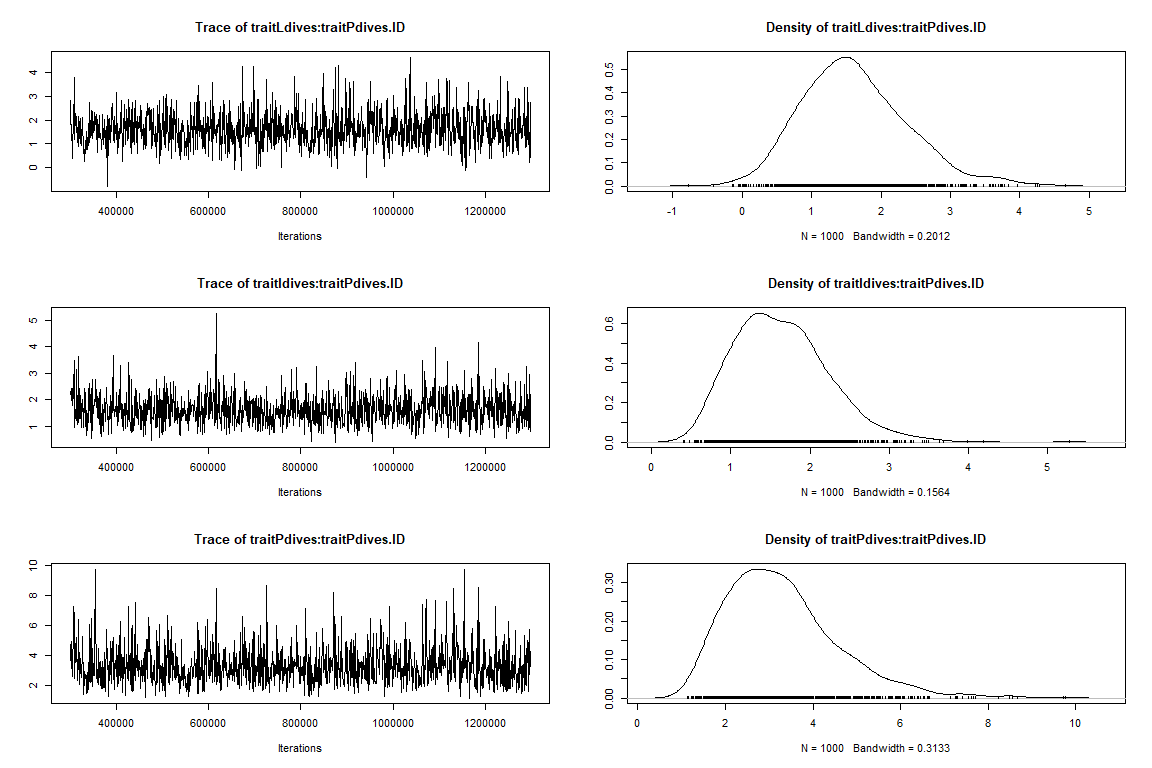 Trace of traitLdives:traitPdives.ID
Density of traitLdives:traitPdives.ID
4
3
2
1
0
400000 600000 800000 1000000 1200000
Iterations
0.5
0.4
0.3
0.2
0.1
0.0
-1 0 1 2 3 4 5
N = 1000 Bandwidth = 0.2012
Trace of traitIdives:traitPdives.ID
Density of traitIdives:traitPdives.ID
5
4
3
2
1
400000 600000 800000 1000000 1200000
Iterations
0.6
0.4
0.2
0.0
0 1 2 3 4 5
N = 1000 Bandwidth = 0.1564
Trace of traitPdives:traitPdives.ID
Density of traitPdives:traitPdives.ID
10
8
6
4
2
400000 600000 800000 1000000 1200000
Iterations
0.30
0.20
0.10
0.00
0 2 4 6 8 10
N = 1000 Bandwidth = 0.3133